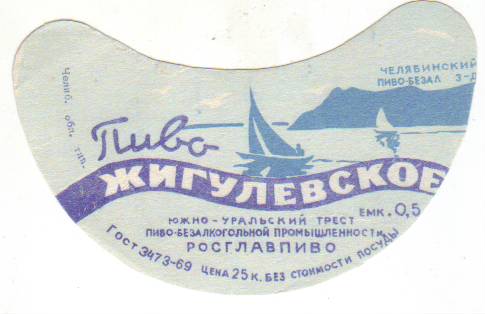 ЧЕЛЯБИНСКИЙ
ПИВО-БЕЗАЛ З-Д
Челяб. обл. тип.
Пиво
ЖИГУЛЕВСКОЕ
ЕМК. 0,5
ЮЖНО-УРАЛЬСКИЙ ТРЕСТ
ПИВО-БЕЗАЛКОГОЛЬНОЙ ПРОМЫШЛЕННОСТИ
РОСГЛАВПИВО
ГОСТ 3473-69 ЦЕНА 25 К. БЕЗ СТОИМОСТИ ПОСУДЫ